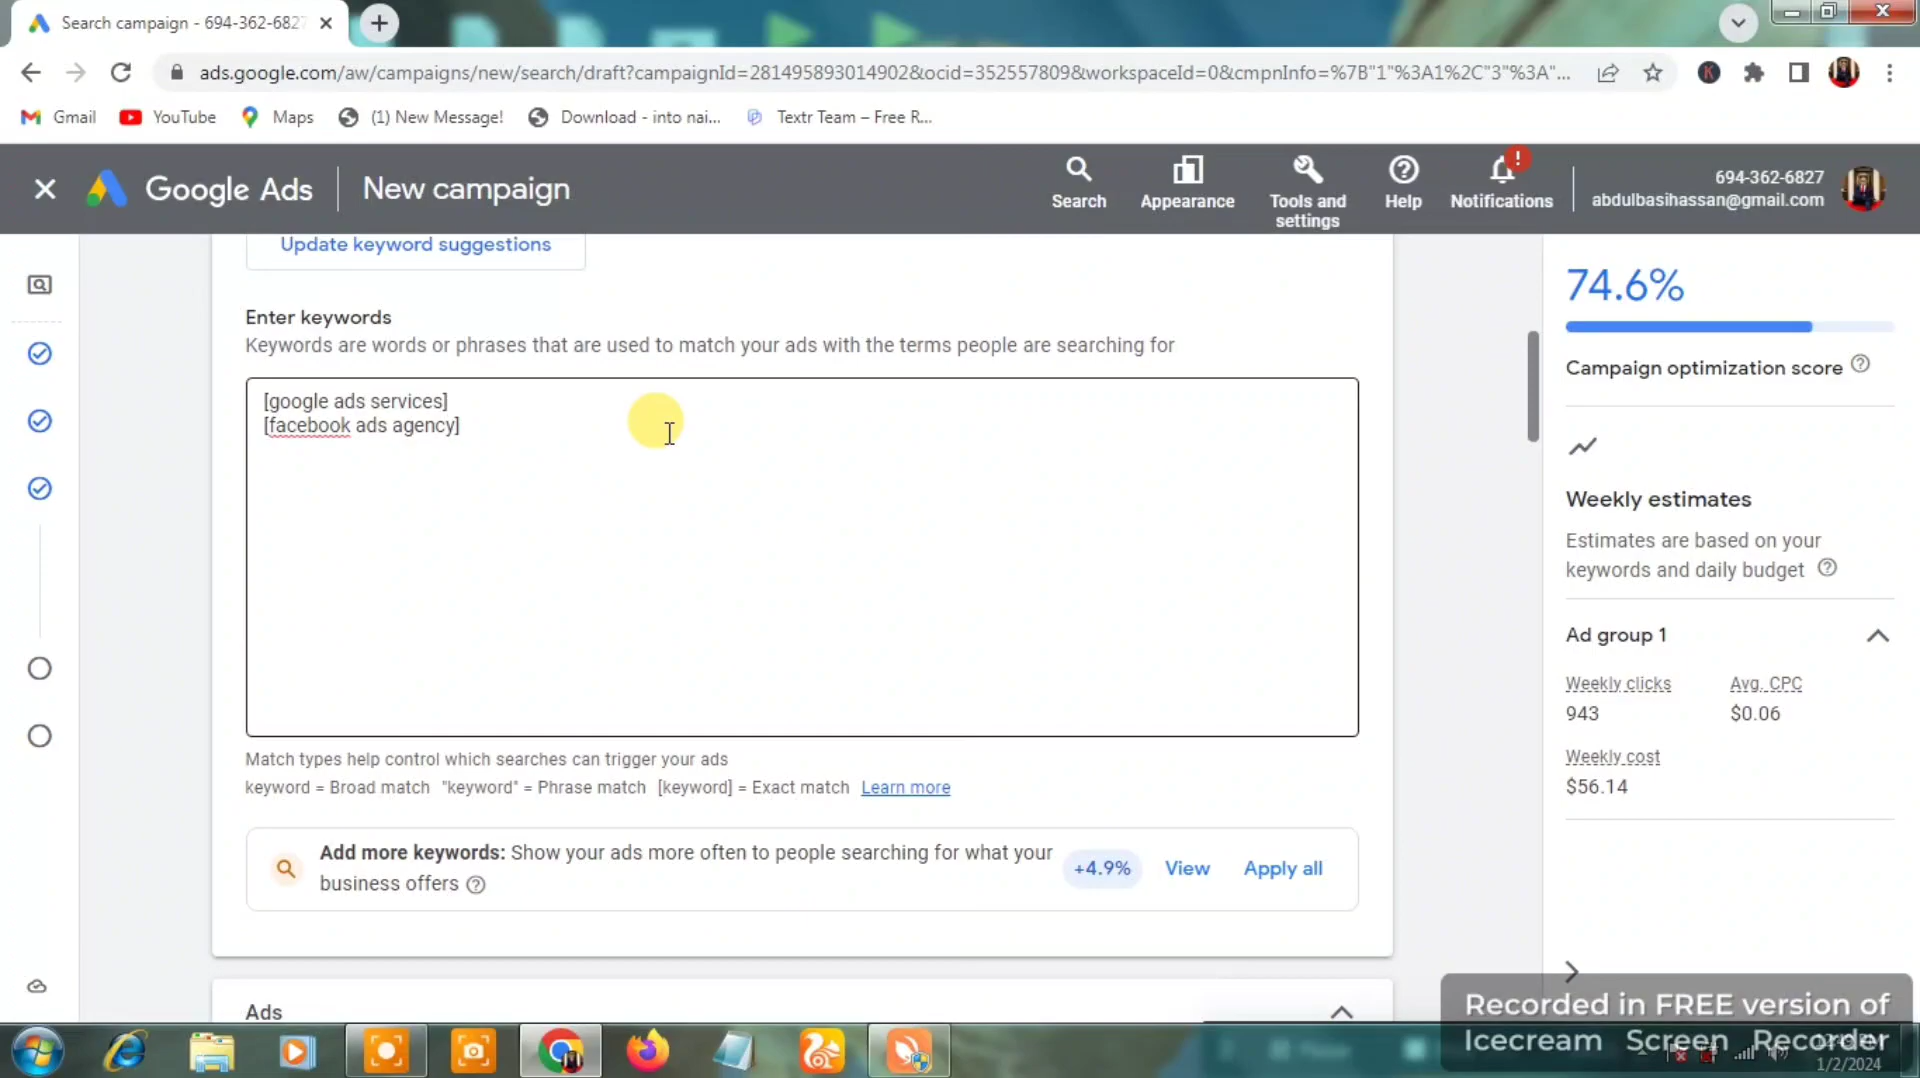 Search campaign - 694-362-6827
ads.google.com/aw/campaigns/new/search/draft?campaignId=281495893014902&ocid=352557809&workspaceId=0&cmpnInfo=%7B"1"%3A1%2C"3"%3A"...
Gmail
YouTube
Maps
(1) New Message!
Download - into nai...
Textr Team – Free R...
Google Ads
New campaign
Search
Appearance
Tools and
settings
Help
Notifications
694-362-6827
abdulbasihassan@gmail.com
Update keyword suggestions
Enter keywords
Keywords are words or phrases that are used to match your ads with the terms people are searching for
[google ads services]
[facebook ads agency]
Match types help control which searches can trigger your ads
keyword = Broad match "keyword" = Phrase match [keyword] = Exact match Learn more
Add more keywords: Show your ads more often to people searching for what your
business offers
+4.9%
View
Apply all
Ads
74.6%
Campaign optimization score
Weekly estimates
Estimates are based on your
keywords and daily budget
Ad group 1
Weekly clicks
Avg. CPC
943
$0.06
Weekly cost
$56.14
Recorded in FREE version of
Icecream Screen Recorder
1/2/2024